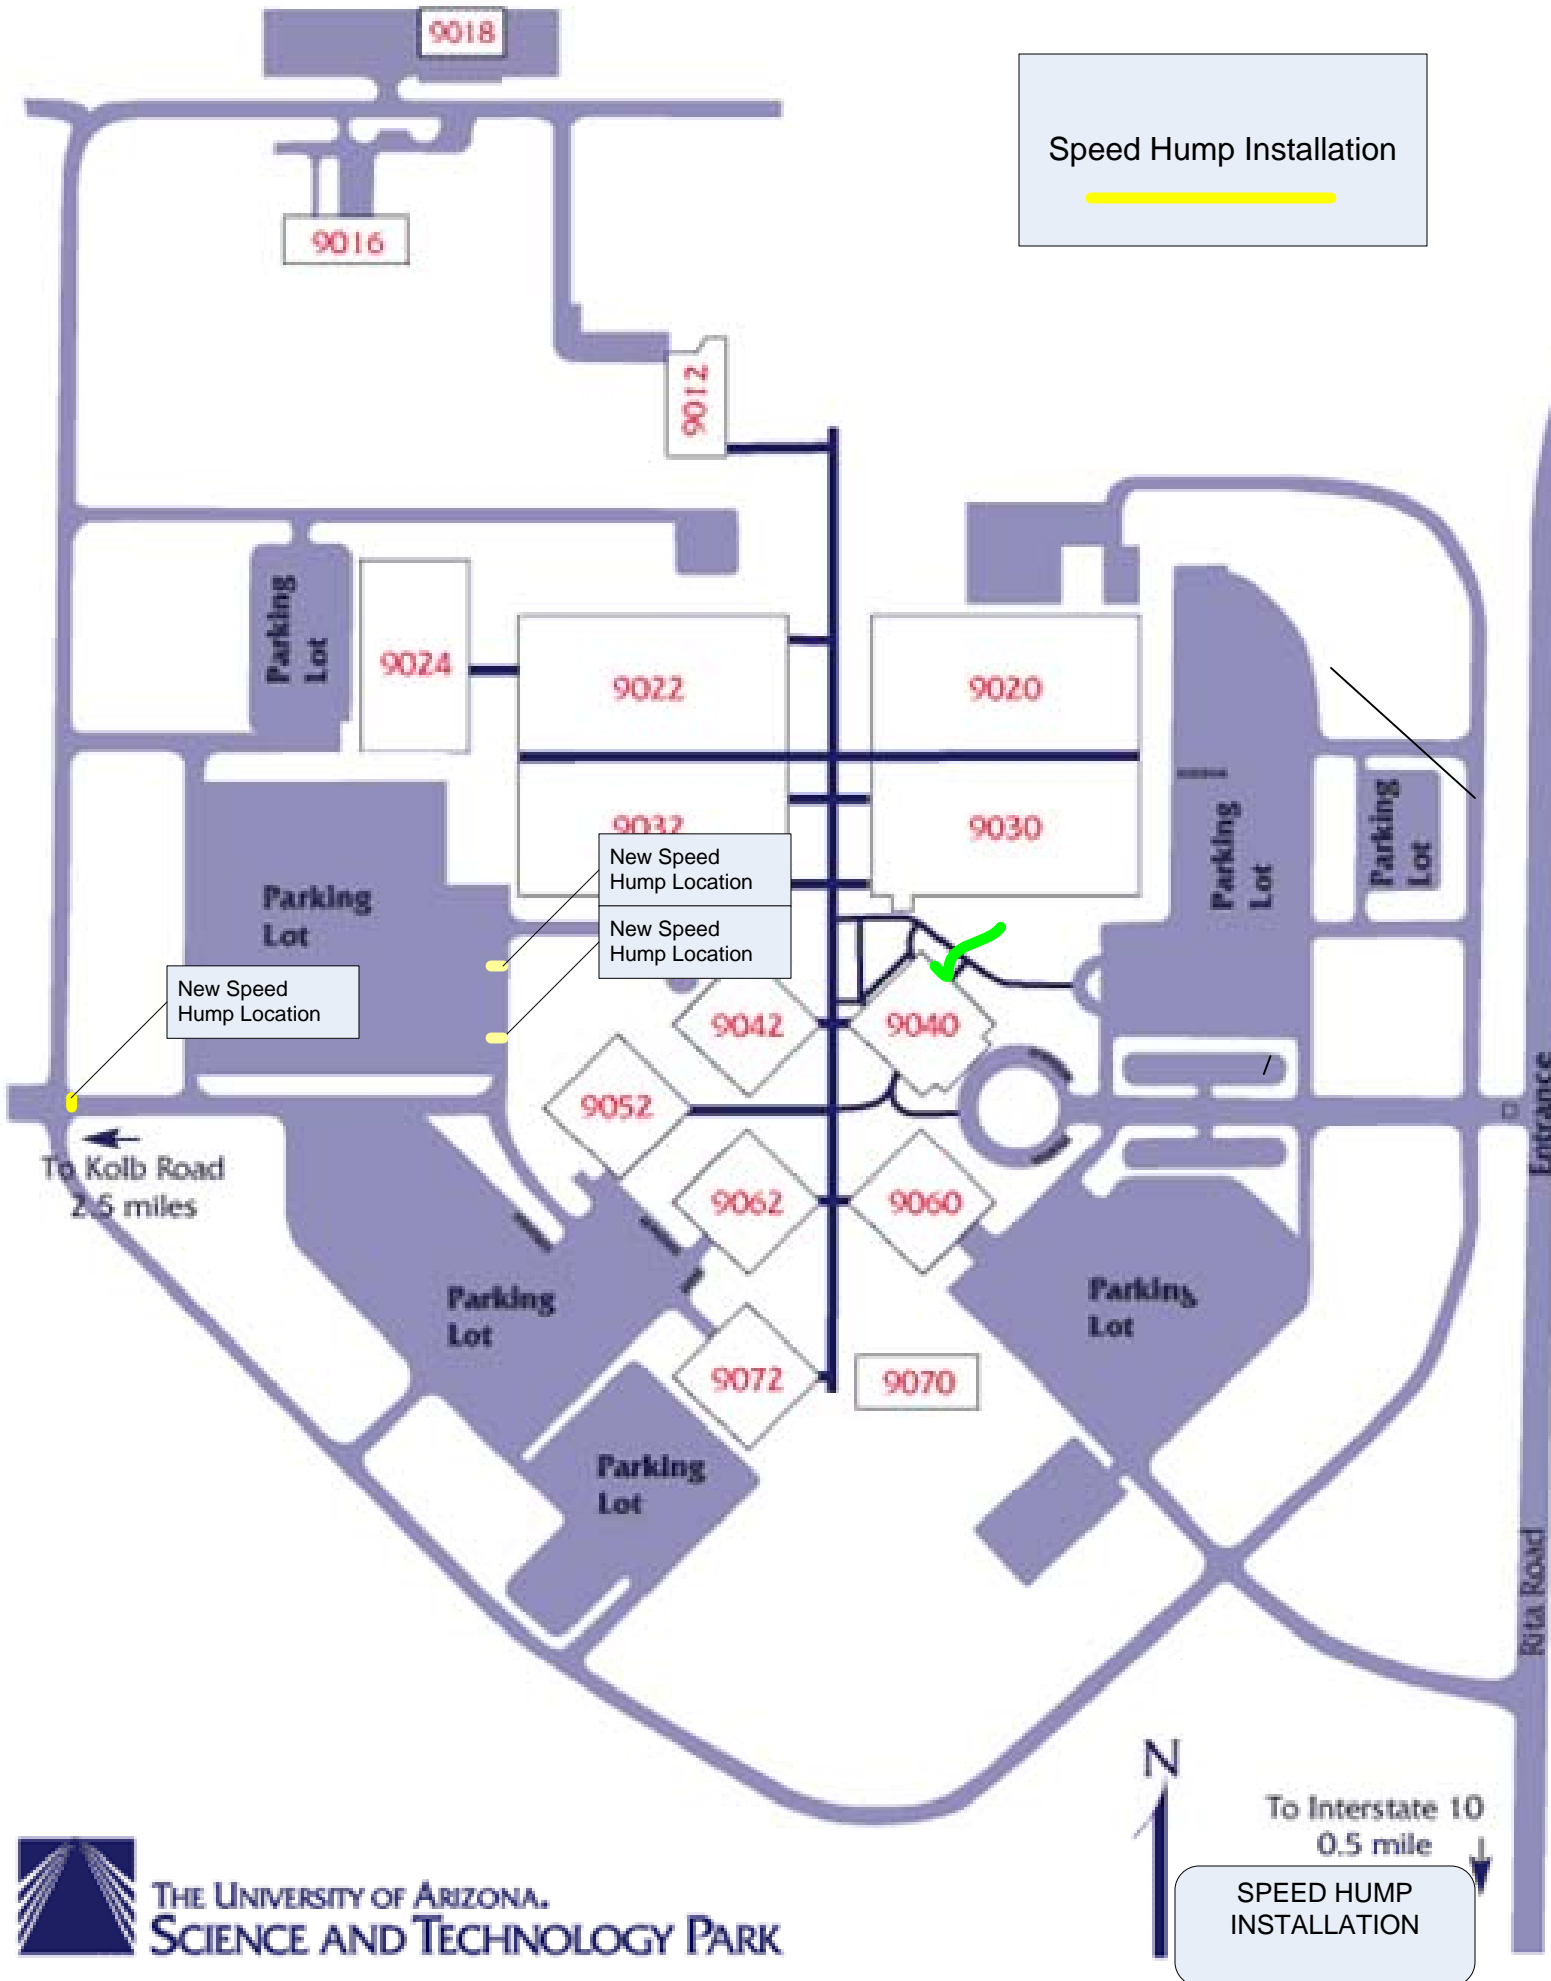 9018
Speed Hump Installation
9016
9012
Parking
Lot
9024
9022
9020
9032
9030
Parking
Lot
Parking
Lot
Parking
Lot
New Speed
Hump Location
New Speed
Hump Location
New Speed
Hump Location
9042
9040
9052
Entrance
To Kolb Road
2.5 miles
9062
9060
Parking
Lot
Parking
Lot
9072
9070
Parking
Lot
Rita Road
N
To Interstate 10
0.5 mile
SPEED HUMP
INSTALLATION
THE UNIVERSITY OF ARIZONA.
SCIENCE AND TECHNOLOGY PARK